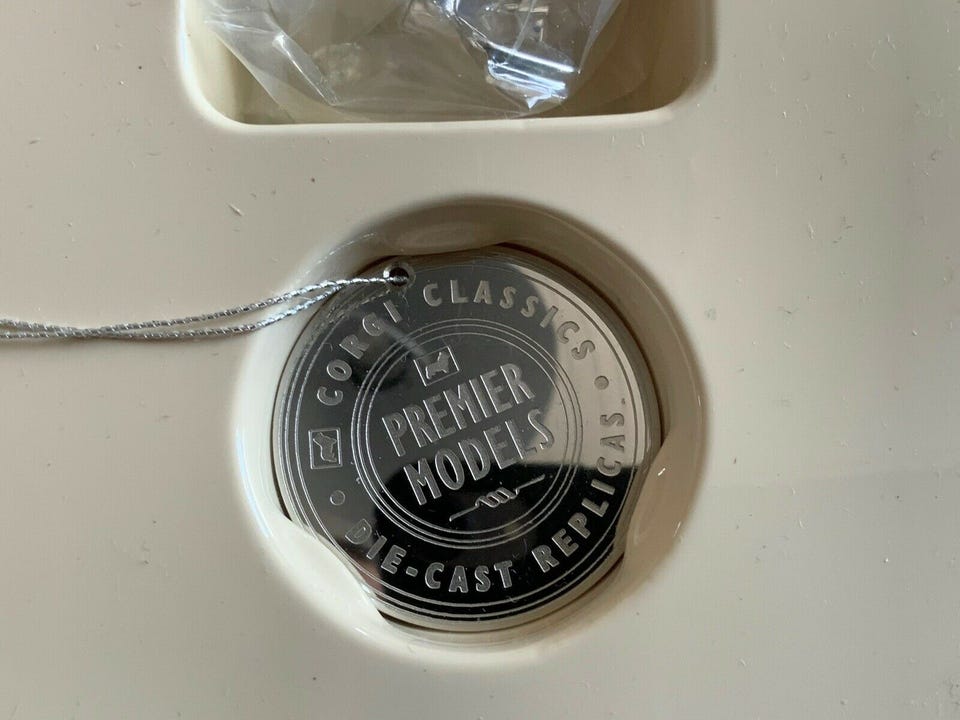 CORGI CLASSICS
PREMIER
MODELS
DIE-CAST REPLICAS.